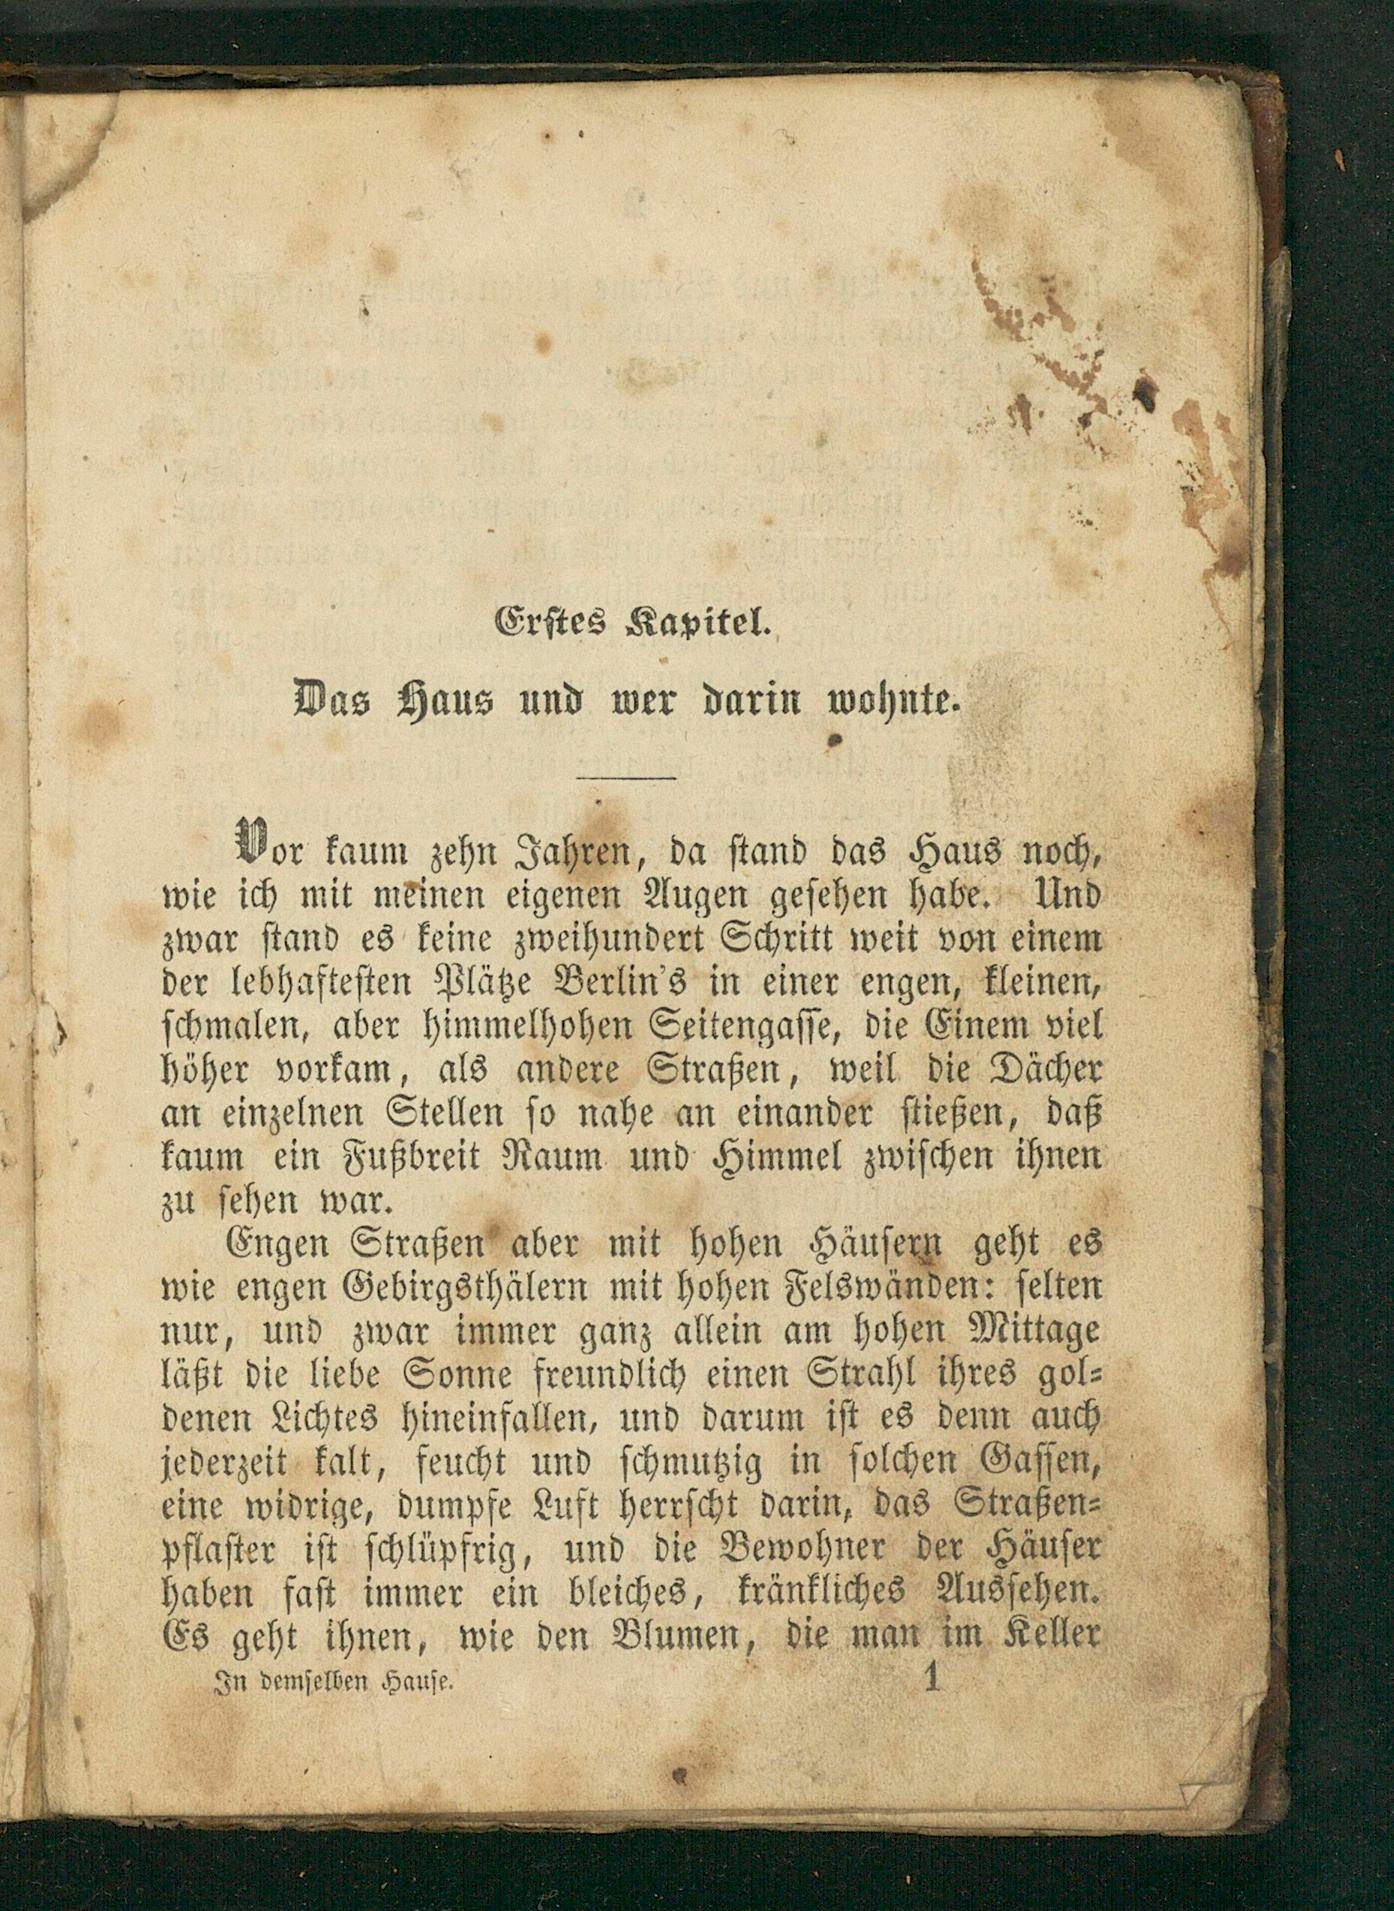 Erstes Kapitel.
Das Haus und wer darin wohnte.
Vor kaum zehn Jahren, da stand das Haus noch,
wie ich mit meinen eigenen Augen gesehen habe. Und
zwar stand es keine zweihundert Schritt weit von einem
der lebhaftesten Plätze Berlin's in einer engen, kleinen,
schmalen, aber himmelhohen Seitengasse, die Einem viel
höher vorkam, als andere Straßen, weil die Dächer
an einzelnen Stellen so nahe an einander stießen, daß
kaum ein Fußbreit Raum und Himmel zwischen ihnen
zu sehen war.
Engen Straßen aber mit hohen Häusern geht es
wie engen Gebirgsthälern mit hohen Felswänden: selten
nur, und zwar immer ganz allein am hohen Mittage
läßt die liebe Sonne freundlich einen Strahl ihres gol-
denen Lichtes hineinfallen, und darum ist es denn auch
jederzeit kalt, feucht und schmutzig in solchen Gassen,
eine widrige, dumpfe Luft herrscht darin, das Straßen-
pflaster ist schlüpfrig, und die Bewohner der Häuser
haben fast immer ein bleiches, kränkliches Aussehen.
Es geht ihnen, wie den Blumen, die man im Keller
In demselben Hause. 1